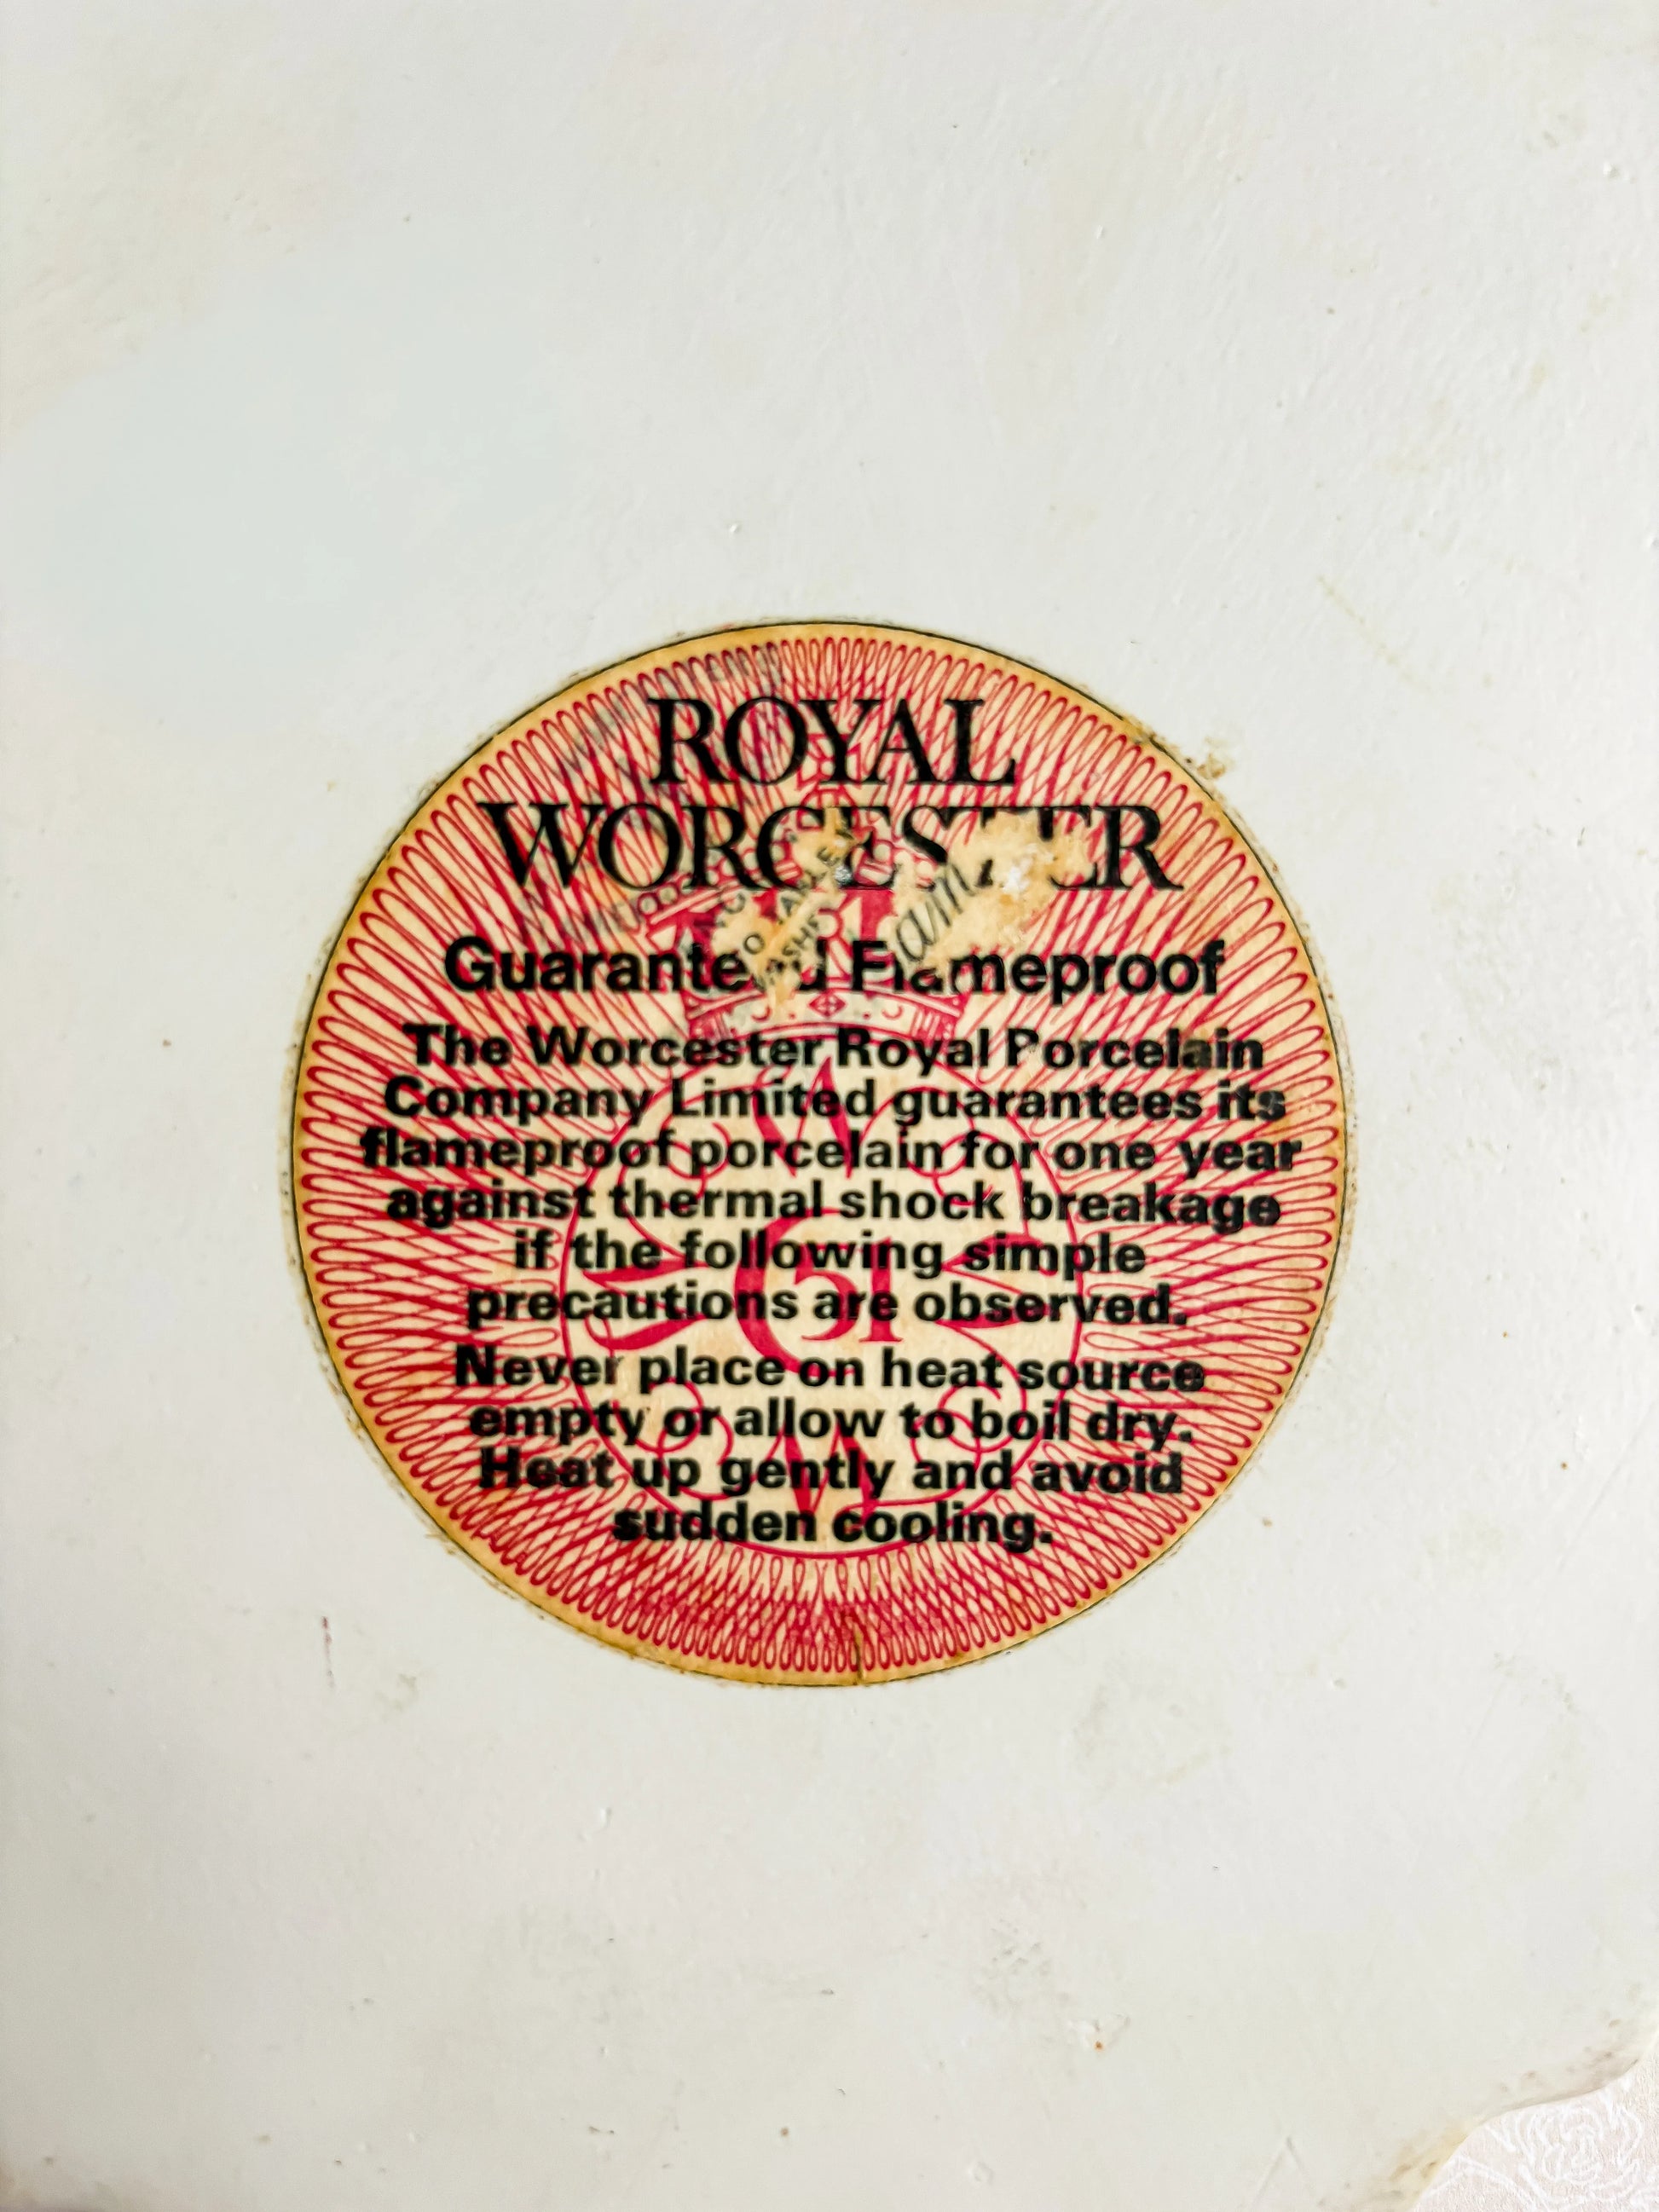 ROYAL
WORCESTER
Guaranteed Flameproof
The Worcester Royal Porcelain
Company Limited guarantees its
flameproof porcelain for one year
against thermal shock breakage
if the following simple
precautions are observed.
Never place on heat source
empty or allow to boil dry.
Heat up gently and avoid
sudden cooling.
51